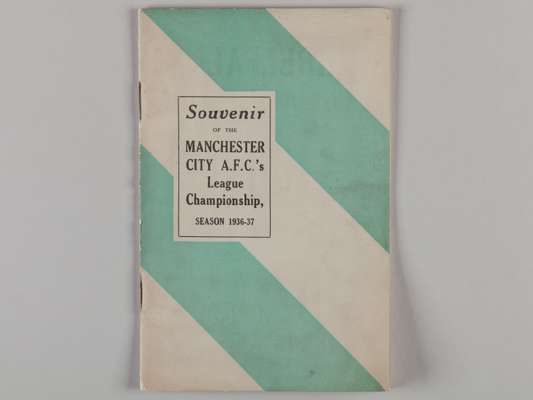 Souvenir
OF THE
MANCHESTER
CITY A.F.C.'s
League
Championship,
SEASON 1936-37